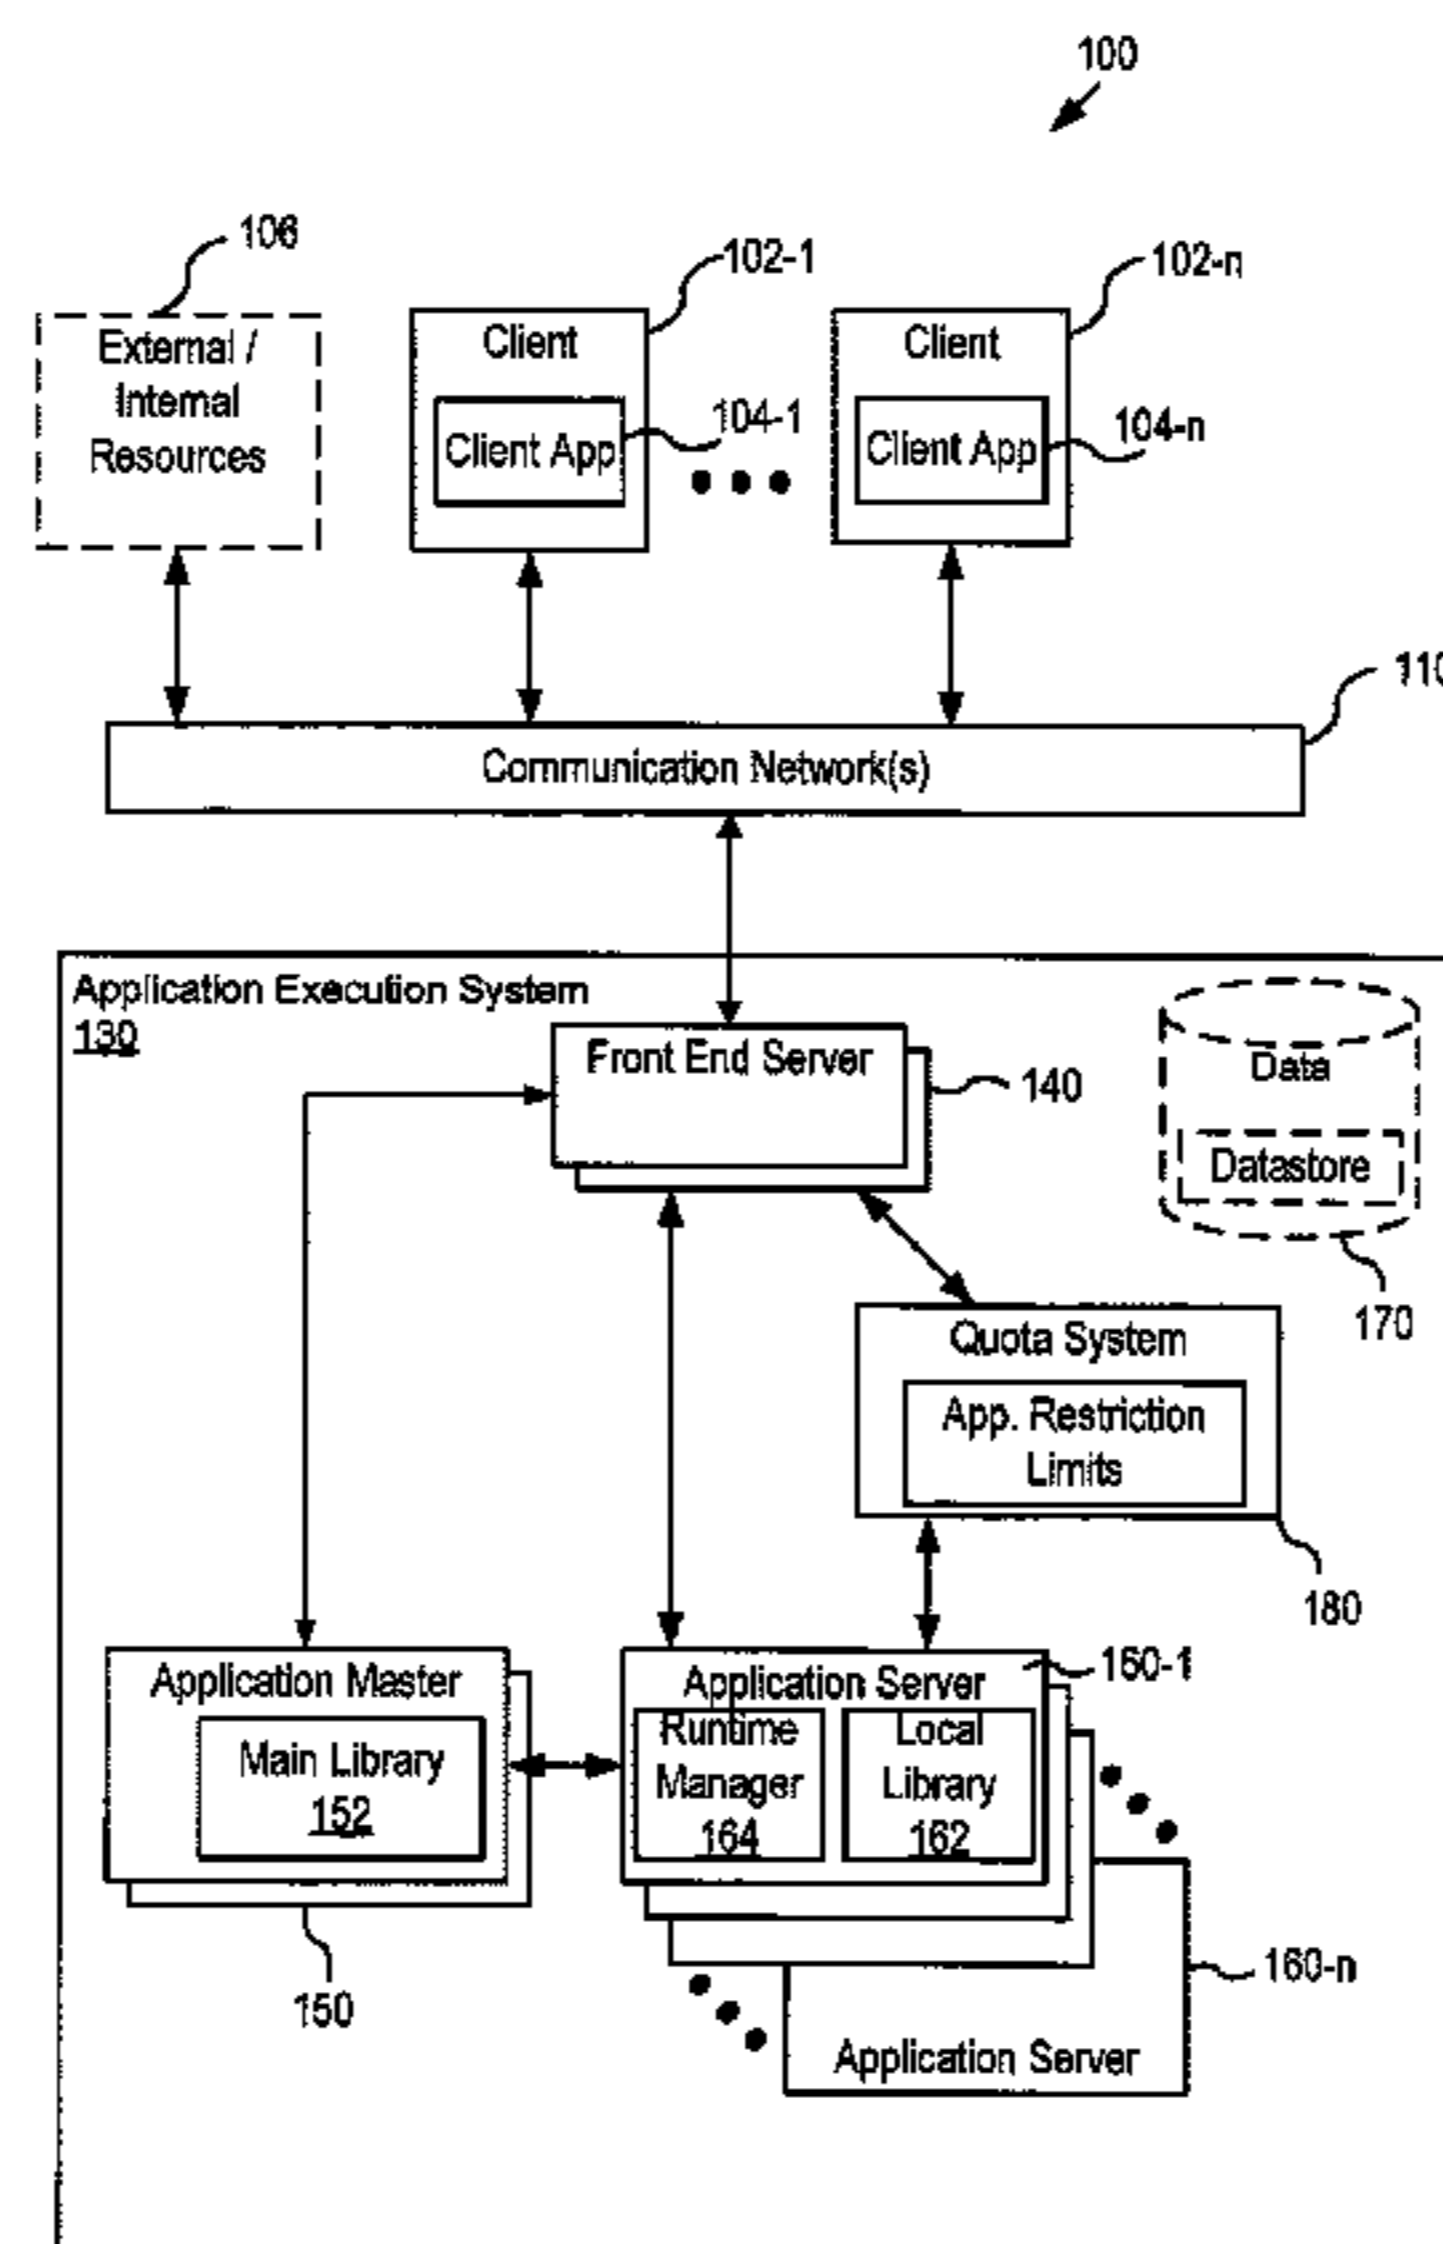 100
106
102-1
102-n
External /
Internal
Resources
Client
Client App
104-1
Client
Client App
104-n
110
Communication Network(s)
Application Execution System
130
Front End Server
140
Data
Datastore
170
Quota System
App. Restriction
Limits
180
Application Master
Main Library
152
150
Application Server
160-1
Runtime
Manager
164
Local
Library
162
160-n
Application Server